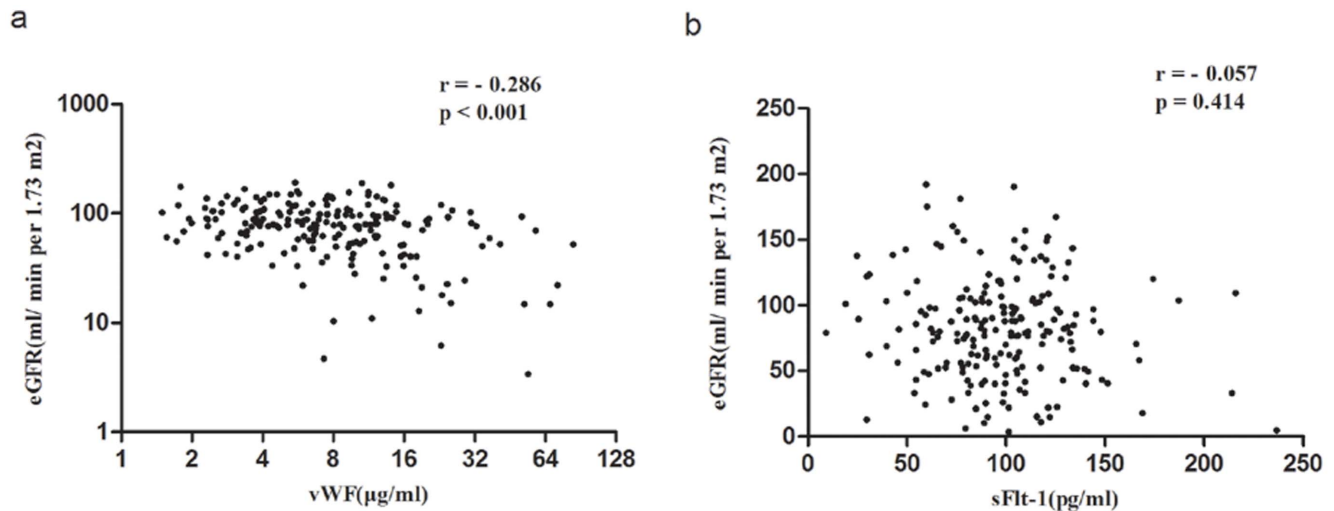 a
r = - 0.286
p < 0.001
eGFR(ml/ min per 1.73 m2)
1000
100
10
1
1 2 4 8 16 32 64 128
vWF(μg/ml)
b
r = - 0.057
p = 0.414
eGFR(ml/ min per 1.73 m2)
250
200
150
100
50
0
0 50 100 150 200 250
sFlt-1(pg/ml)